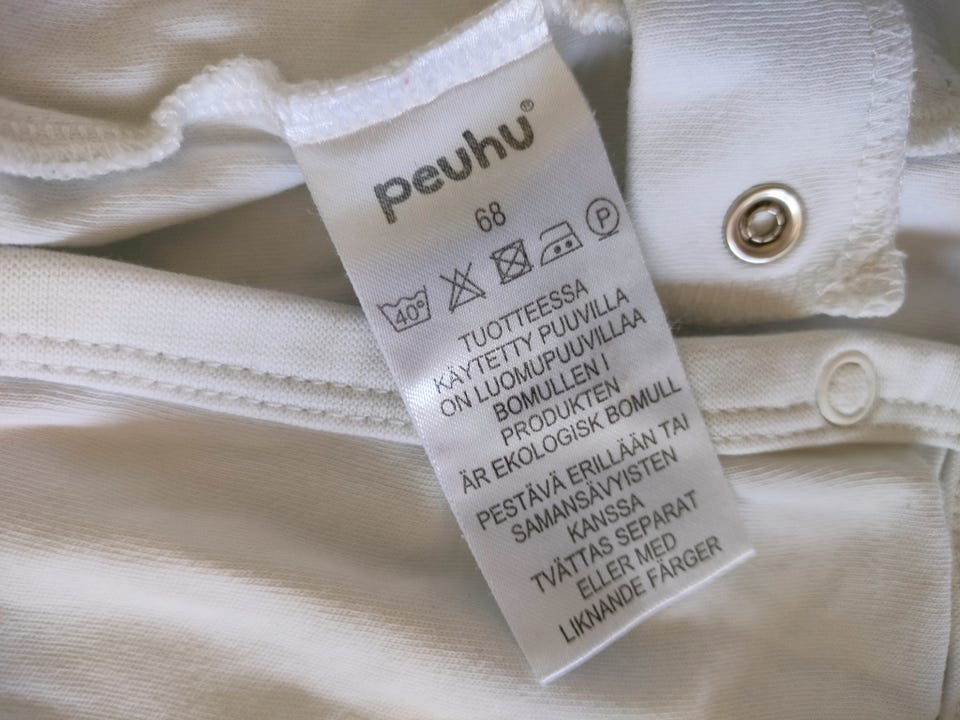 peuhu®
68
40° P
TUOTTEESSA
KÄYTETTY PUUVILLA
ON LUOMUPUUVILLAA
BOMULLEN I
PRODUKTEN
ÄR EKOLOGISK BOMULL
PESTÄVÄ ERILLÄÄN TAI
SAMANSÄVYISTEN
KANSSA
TVÄTTAS SEPARAT
ELLER MED
LIKNANDE FÄRGER